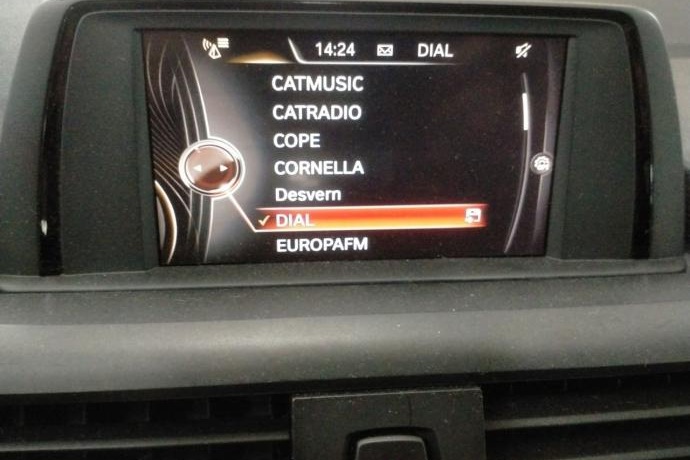 14:24 DIAL
CATMUSIC
CATRADIO
COPE
CORNELLA
Desvern
DIAL
EUROPAFM